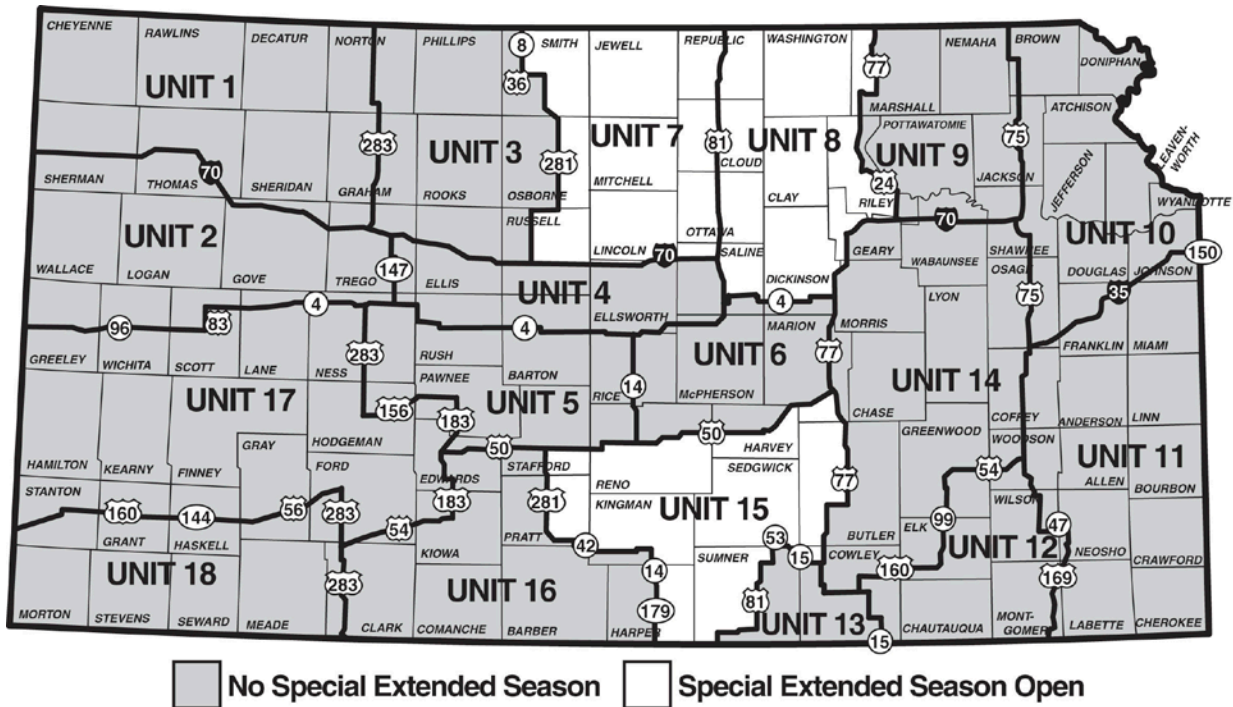 CHEYENNE
RAWLINS
DECATUR
NORTON
PHILLIPS
8
SMITH
JEWELL
REPUBLIC
WASHINGTON
77
NEMAHA
BROWN
DONIPHAN
UNIT 1
36
MARSHALL
ATCHISON
283
UNIT 3
281
UNIT 7
81
UNIT 8
POTTAWATOMIE
UNIT 9
75
LEAVEN-
WORTH
70
CLOUD
JACKSON
JEFFERSON
SHERMAN
THOMAS
SHERIDAN
GRAHAM
ROOKS
OSBORNE
MITCHELL
CLAY
24
RILEY
WYANDOTTE
RUSSELL
UNIT 2
OTTAWA
70
UNIT 10
LINCOLN
70
SALINE
GEARY
SHAWNEE
150
WALLACE
LOGAN
GOVE
TREGO
147
ELLIS
UNIT 4
DICKINSON
WABAUNSEE
OSAGE
DOUGLAS
JOHNSON
4
ELLSWORTH
4
LYON
75
35
96
83
4
MARION
MORRIS
GREELEY
WICHITA
SCOTT
LANE
NESS
283
RUSH
BARTON
UNIT 6
77
FRANKLIN
MIAMI
PAWNEE
14
UNIT 14
UNIT 17
156
183
UNIT 5
RICE
McPHERSON
CHASE
COFFEY
ANDERSON
LINN
GRAY
HODGEMAN
50
50
HARVEY
GREENWOOD
WOODSON
HAMILTON
KEARNY
FINNEY
FORD
EDWARDS
STAFFORD
RENO
SEDGWICK
54
UNIT 11
STANTON
183
281
KINGMAN
77
WILSON
ALLEN
BOURBON
160
144
56
283
54
UNIT 15
99
47
GRANT
HASKELL
KIOWA
PRATT
42
SUMNER
53
BUTLER
ELK
UNIT 12
NEOSHO
CRAWFORD
UNIT 18
14
15
COWLEY
160
169
283
UNIT 16
81
MORTON
STEVENS
SEWARD
MEADE
CLARK
COMANCHE
BARBER
HARPER
179
UNIT 13
15
CHAUTAUQUA
MONT-
GOMERY
LABETTE
CHEROKEE
No Special Extended Season
Special Extended Season Open